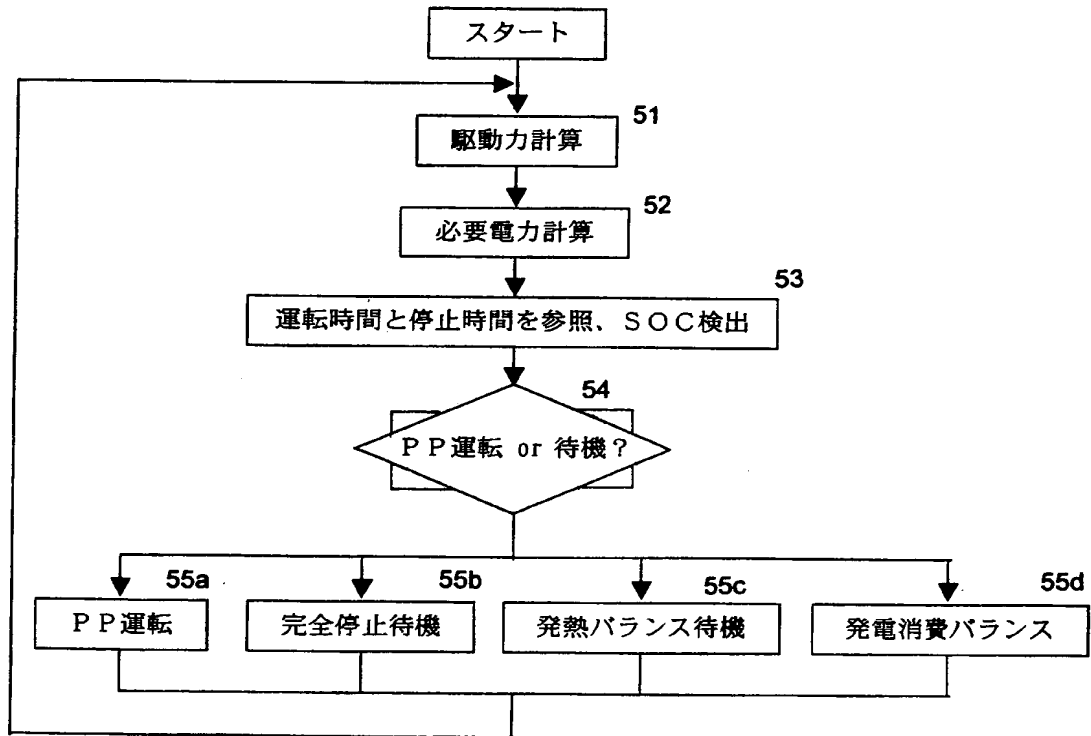 スタート
51
駆動力計算
52
必要電力計算
53
運転時間と停止時間を参照、ＳＯＣ検出
54
ＰＰ運転 or 待機？
55a
55b
55c
55d
ＰＰ運転
完全停止待機
発熱バランス待機
発電消費バランス